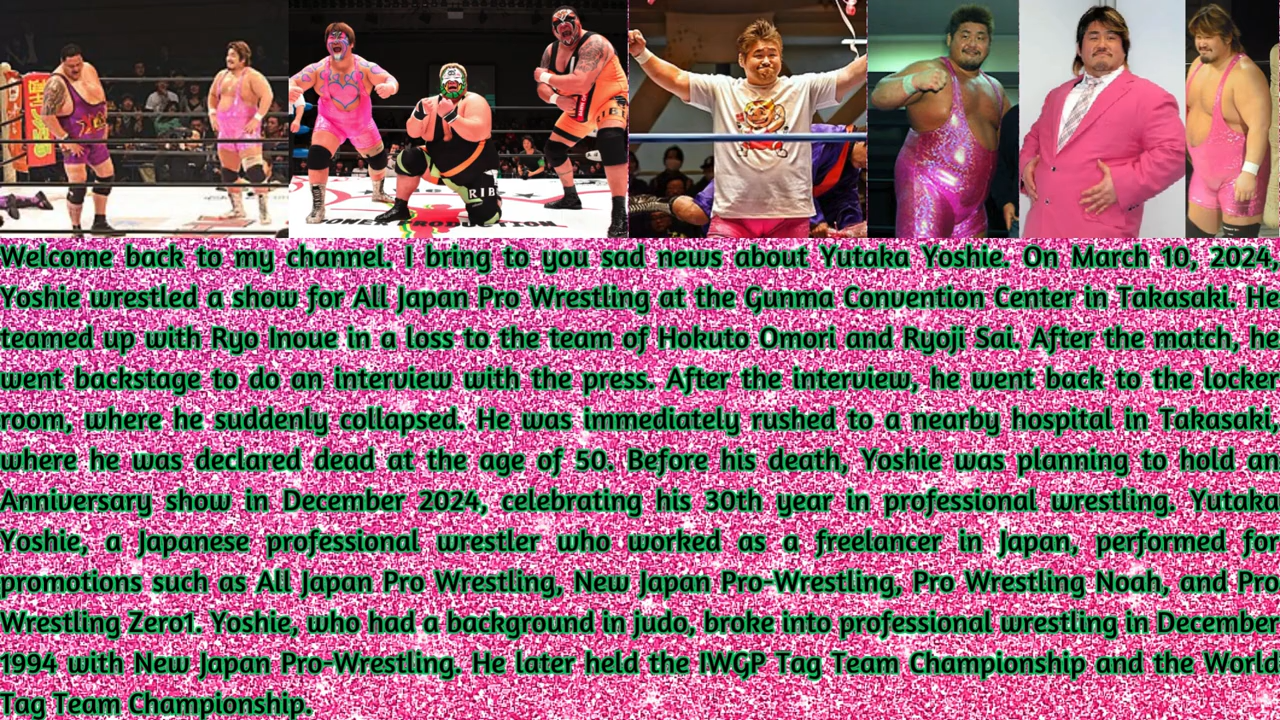 RIB
POWER PRODUCTION
Welcome back to my channel. I bring to you sad news about Yutaka Yoshie. On March 10, 2024,
Yoshie wrestled a show for All Japan Pro Wrestling at the Gunma Convention Center in Takasaki. He
teamed up with Ryo Inoue in a loss to the team of Hokuto Omori and Ryoji Sai. After the match, he
went backstage to do an interview with the press. After the interview, he went back to the locker
room, where he suddenly collapsed. He was immediately rushed to a nearby hospital in Takasaki,
where he was declared dead at the age of 50. Before his death, Yoshie was planning to hold an
Anniversary show in December 2024, celebrating his 30th year in professional wrestling. Yutaka
Yoshie, a Japanese professional wrestler who worked as a freelancer in Japan, performed for
promotions such as All Japan Pro Wrestling, New Japan Pro-Wrestling, Pro Wrestling Noah, and Pro
Wrestling Zero1. Yoshie, who had a background in judo, broke into professional wrestling in December
1994 with New Japan Pro-Wrestling. He later held the IWGP Tag Team Championship and the World
Tag Team Championship.